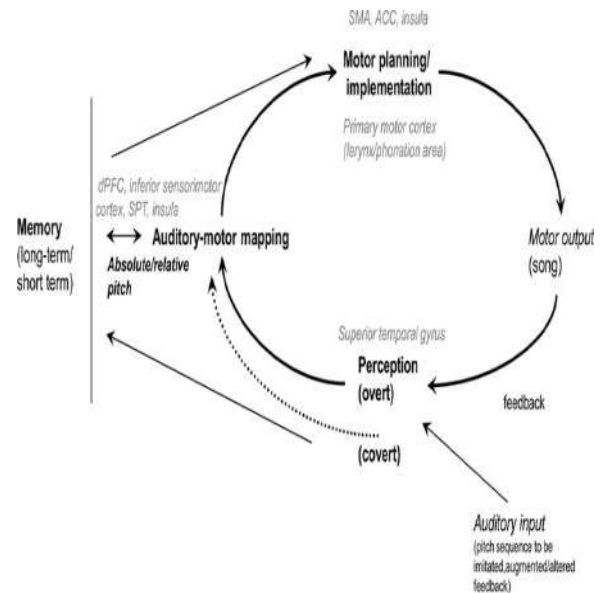 SMA, ACC, insula
Motor planning/
implementation
Primary motor cortex
(larynx/phonation area)
dPFC, inferior sensorimotor
cortex, SPT, insula
Memory
(long-term/
short term)
Auditory-motor mapping
Absolute/relative
pitch
Motor output
(song)
Superior temporal gyrus
Perception
(overt)
feedback
(covert)
Auditory input
(pitch sequence to be
imitated,augmented/altered
feedback)